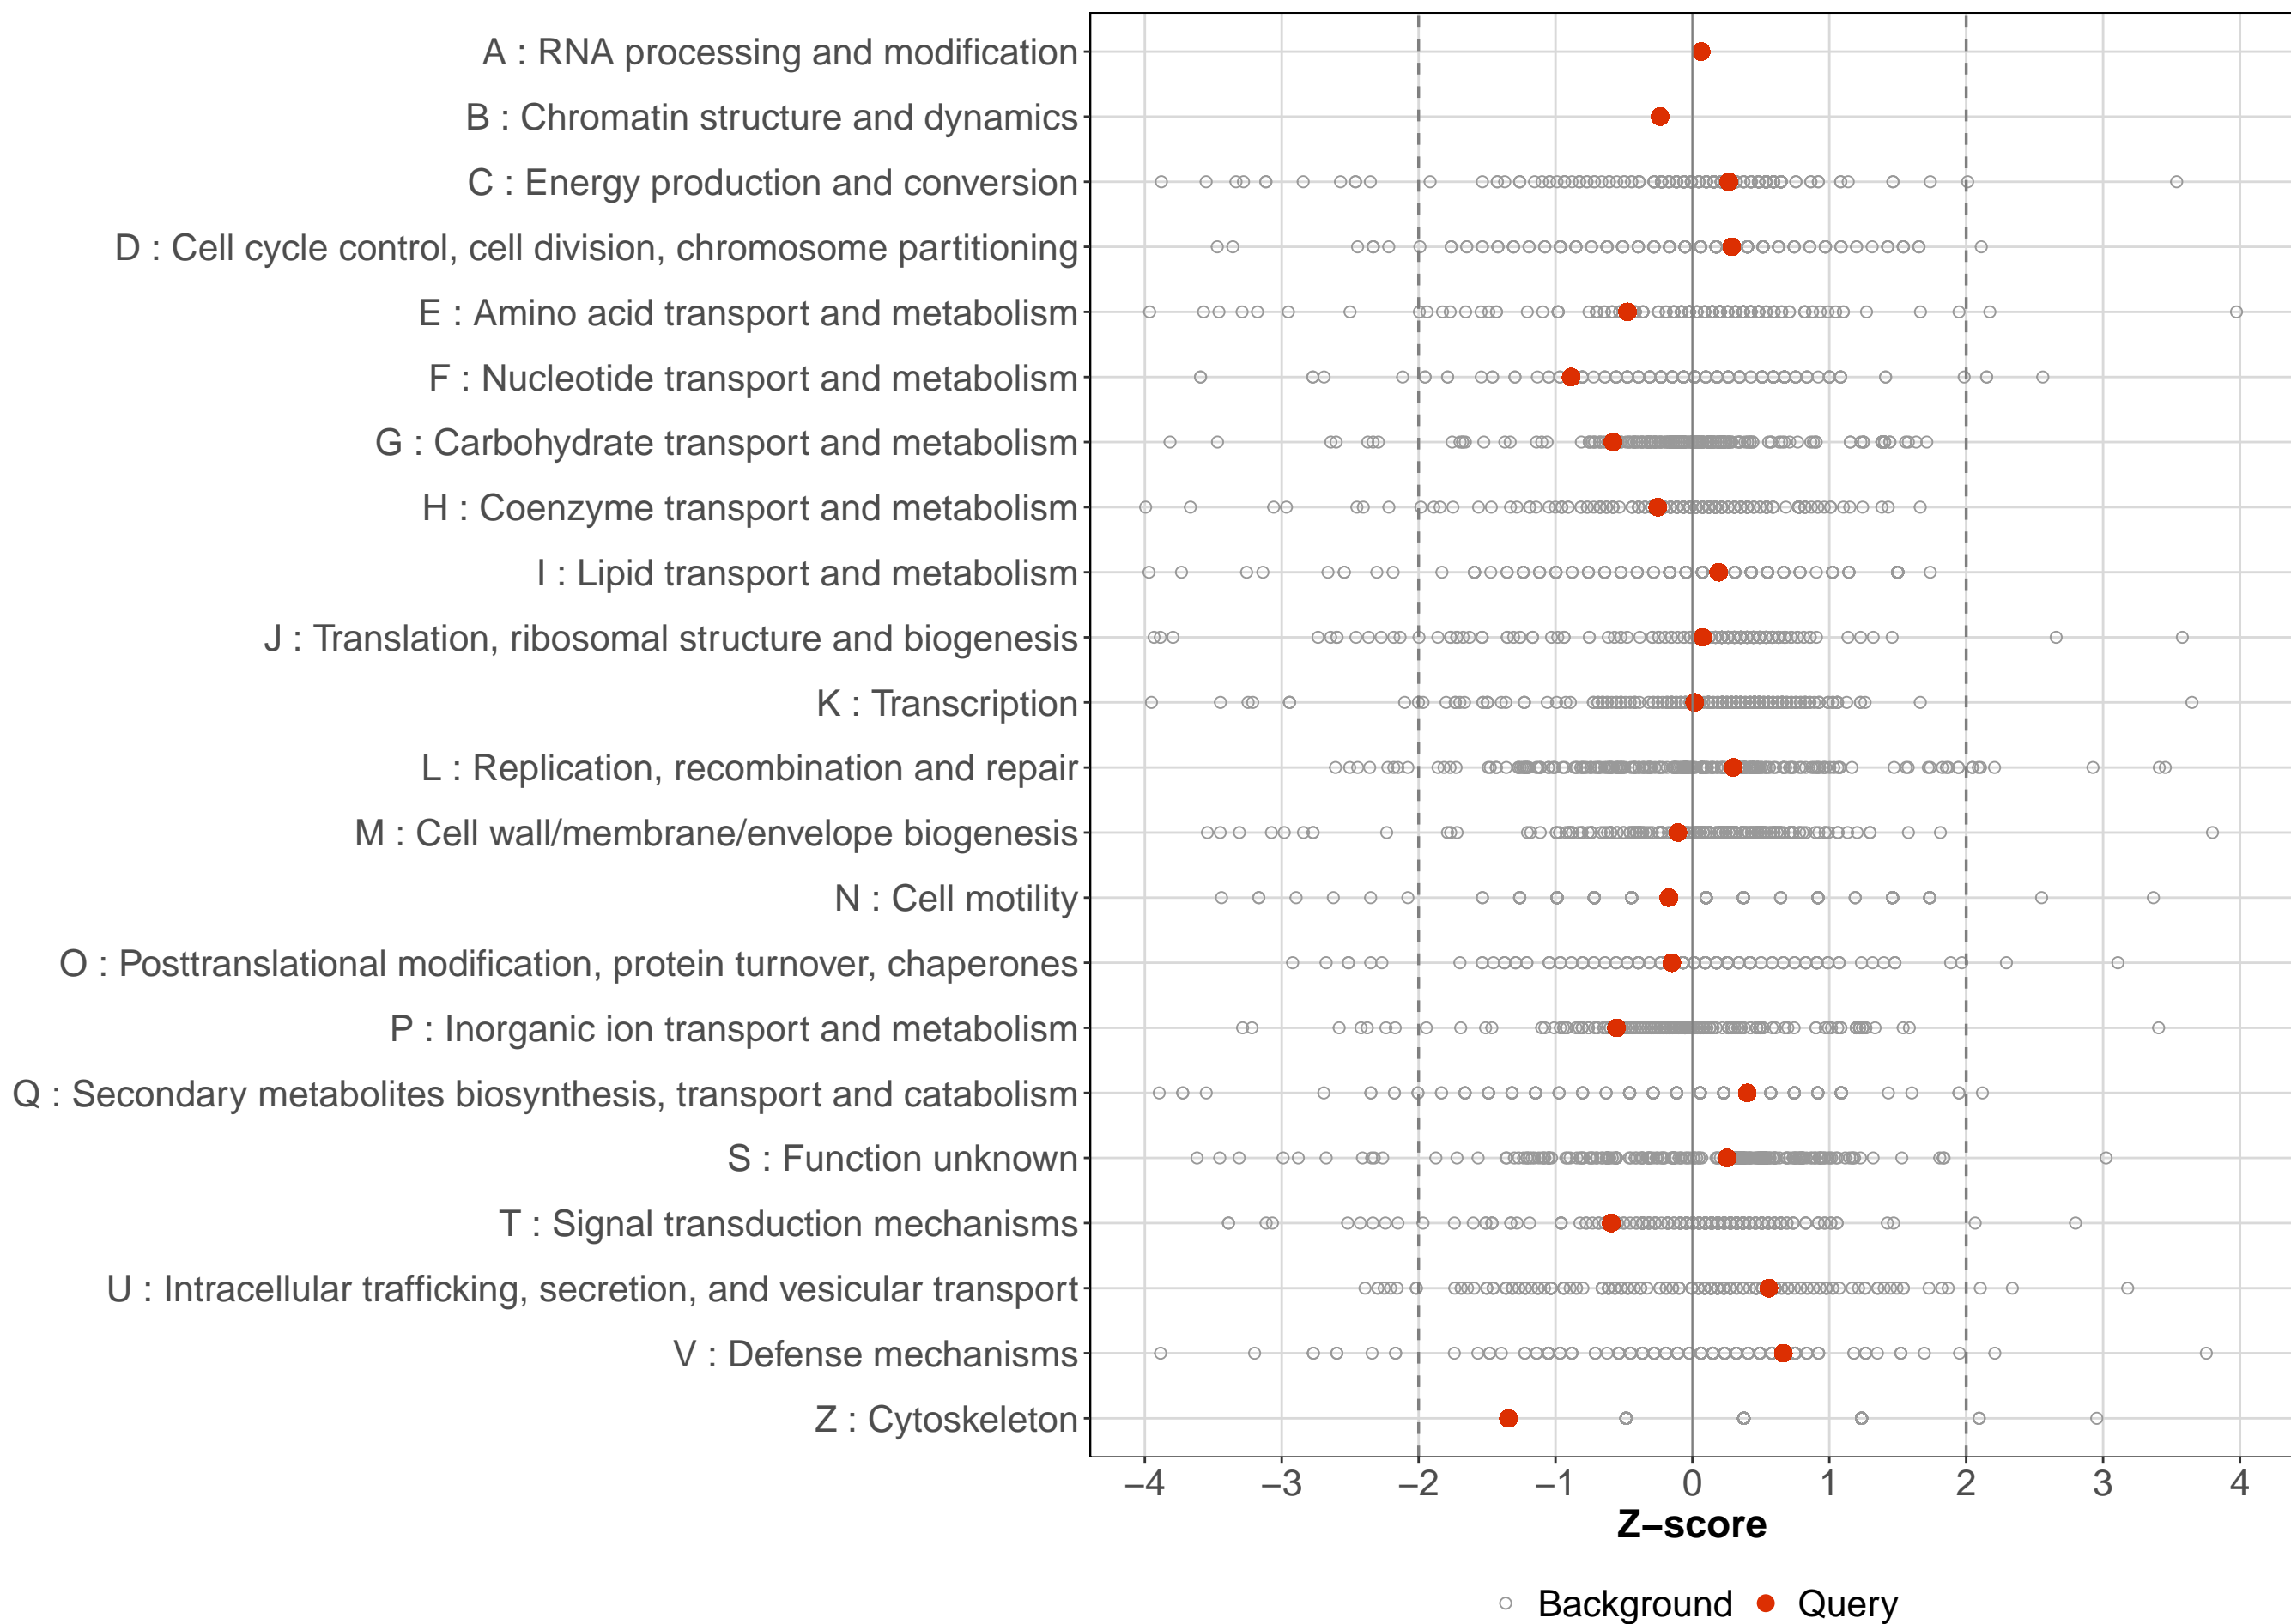 A : RNA processing and modification
B : Chromatin structure and dynamics
C : Energy production and conversion
D : Cell cycle control, cell division, chromosome partitioning
E : Amino acid transport and metabolism
F : Nucleotide transport and metabolism
G : Carbohydrate transport and metabolism
H : Coenzyme transport and metabolism
I : Lipid transport and metabolism
J : Translation, ribosomal structure and biogenesis
K : Transcription
L : Replication, recombination and repair
M : Cell wall/membrane/envelope biogenesis
N : Cell motility
O : Posttranslational modification, protein turnover, chaperones
P : Inorganic ion transport and metabolism
Q : Secondary metabolites biosynthesis, transport and catabolism
S : Function unknown
T : Signal transduction mechanisms
U : Intracellular trafficking, secretion, and vesicular transport
V : Defense mechanisms
Z : Cytoskeleton
−4 −3 −2 −1 0 1 2 3 4
Z−score
Background Query